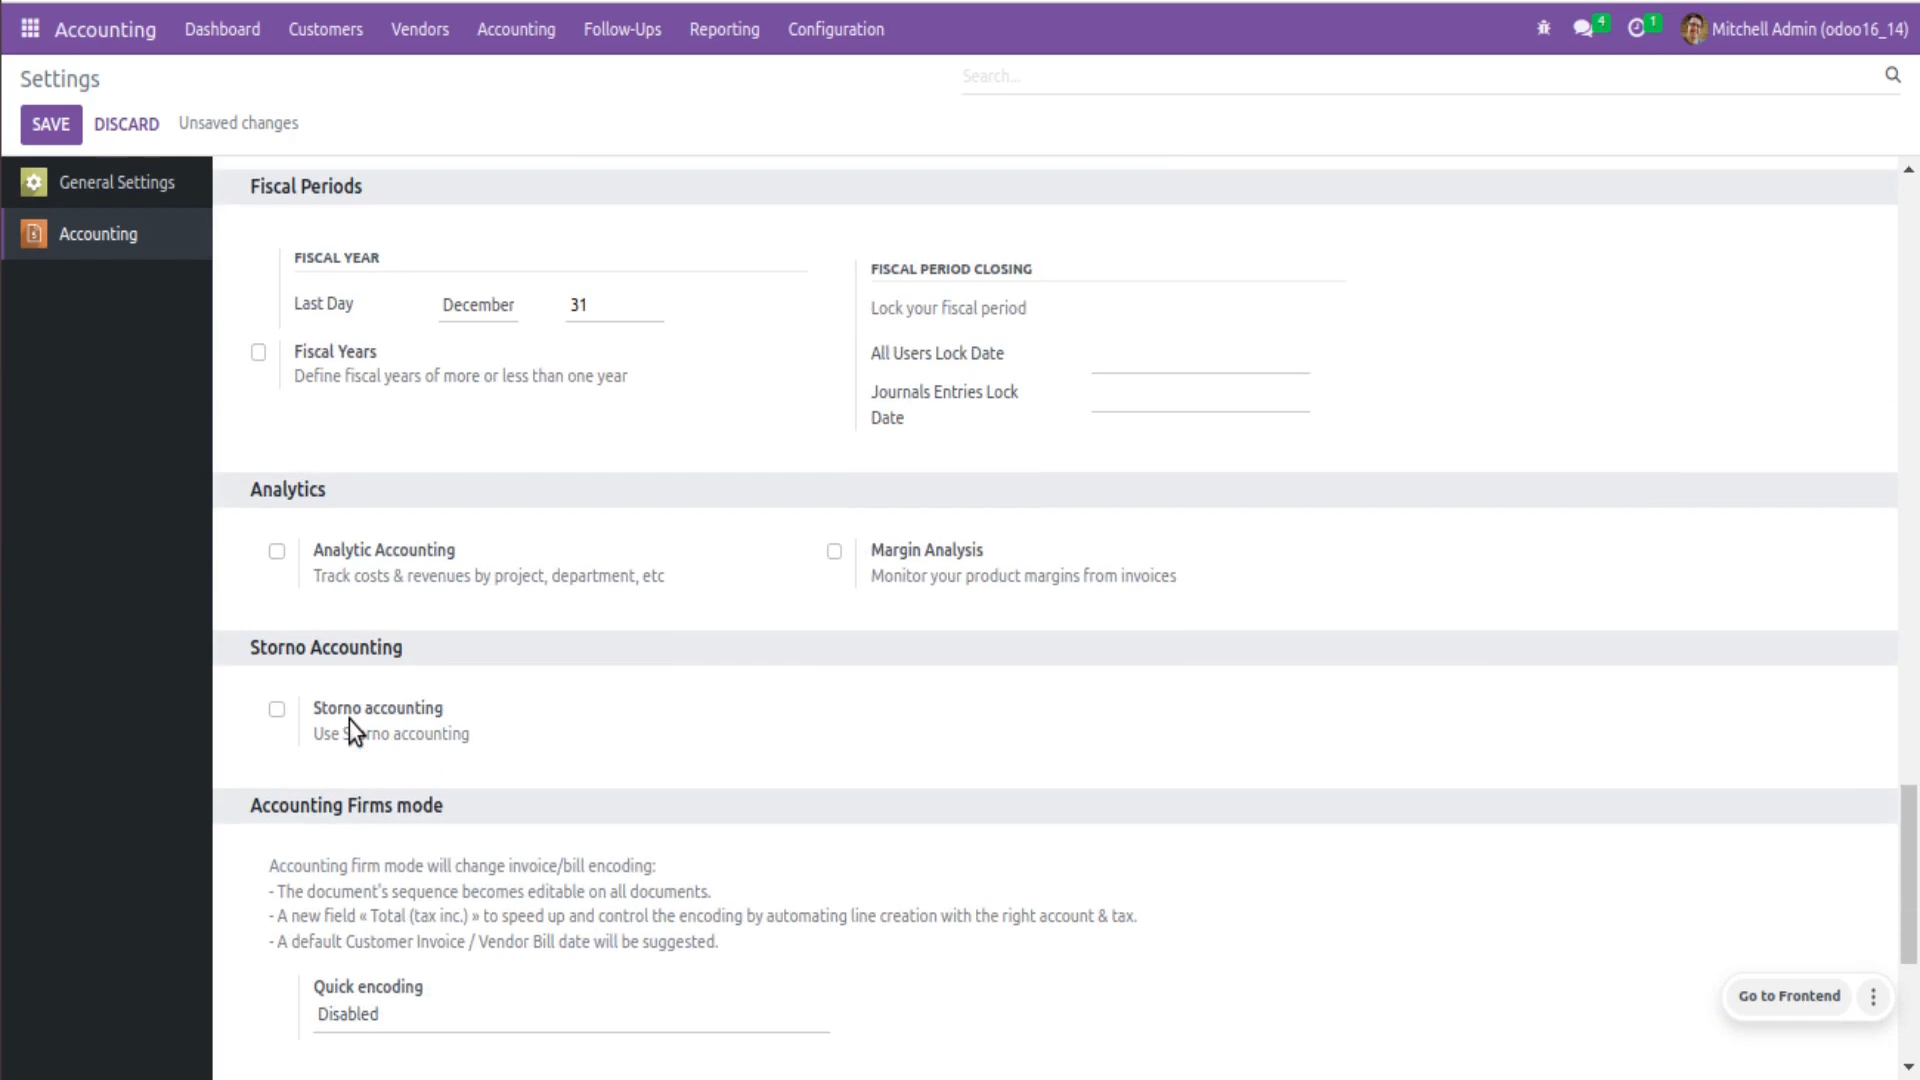 Accounting Dashboard Customers Vendors Accounting Follow-Ups Reporting Configuration 4 1 Mitchell Admin (odoo16_14)
Settings Search...
SAVE DISCARD Unsaved changes
General Settings
Accounting
Fiscal Periods
FISCAL YEAR
Last Day December 31
Fiscal Years
Define fiscal years of more or less than one year
FISCAL PERIOD CLOSING
Lock your fiscal period
All Users Lock Date
Journals Entries Lock
Date
Analytics
Analytic Accounting
Track costs & revenues by project, department, etc
Margin Analysis
Monitor your product margins from invoices
Storno Accounting
Storno accounting
Use Storno accounting
Accounting Firms mode
Accounting firm mode will change invoice/bill encoding:
- The document's sequence becomes editable on all documents.
- A new field « Total (tax inc.) » to speed up and control the encoding by automating line creation with the right account & tax.
- A default Customer Invoice / Vendor Bill date will be suggested.
Quick encoding
Disabled
Go to Frontend